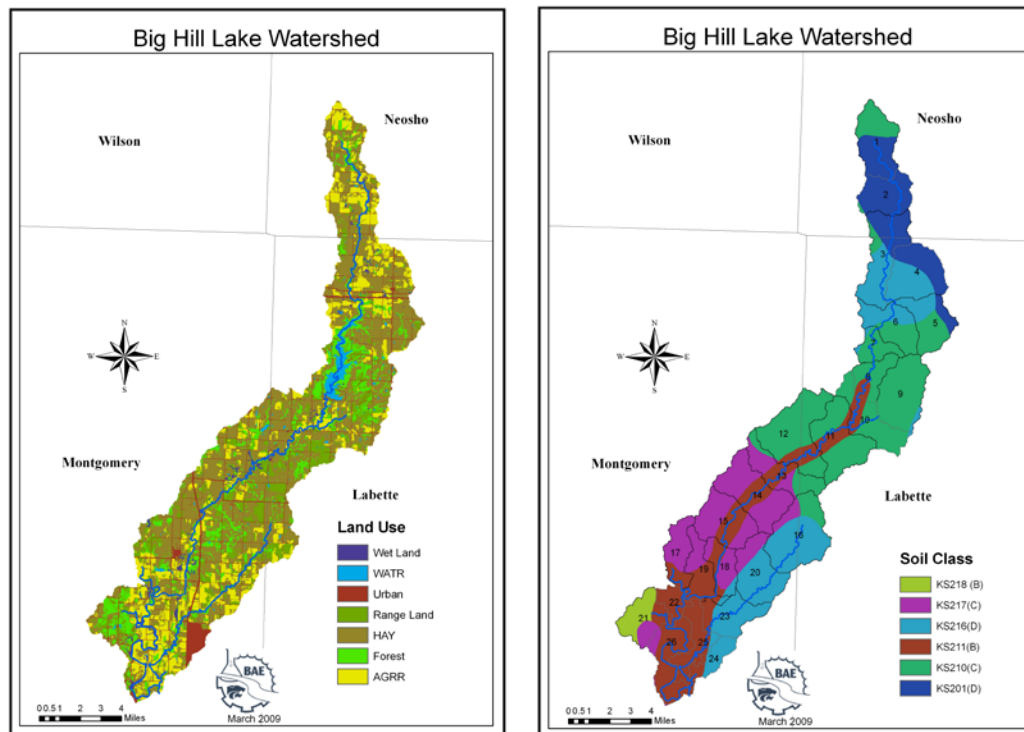 Big Hill Lake Watershed
Wilson
Neosho
N
W
E
S
Montgomery
Labette
Land Use
Wet Land
WATR
Urban
Range Land
HAY
Forest
AGRR
BAE
March 2009
0 0.5 1 2 3 4
Miles
Big Hill Lake Watershed
Wilson
Neosho
1
2
3
4
6
5
9
10
12
11
13
14
15
16
17
19
18
20
22
21
23
26
25
24
N
W
E
S
Montgomery
Labette
Soil Class
KS218 (B)
KS217(C)
KS216(D)
KS211(B)
KS210(C)
KS201(D)
BAE
March 2009
0 0.5 1 2 3 4
Miles